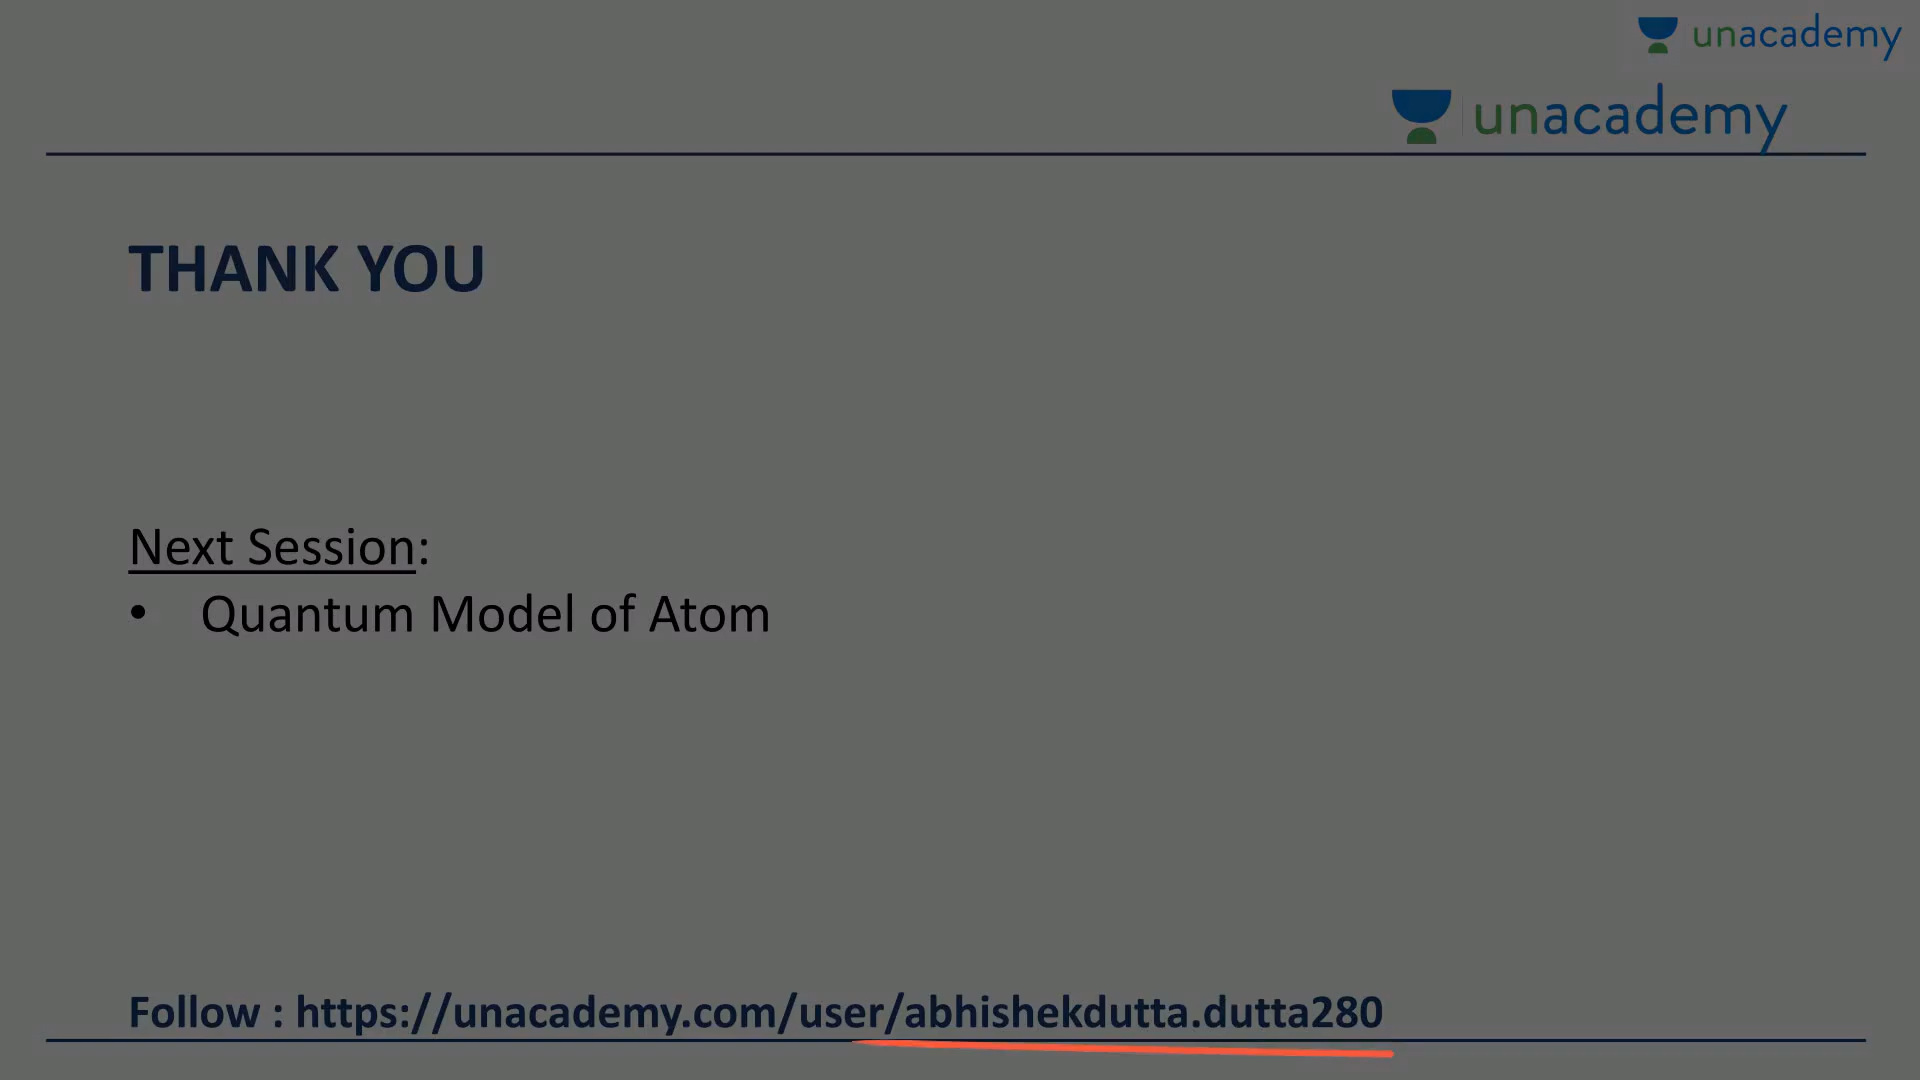 unacademy
unacademy
THANK YOU
Next Session:
• Quantum Model of Atom
Follow : https://unacademy.com/user/abhishekdutta.dutta280